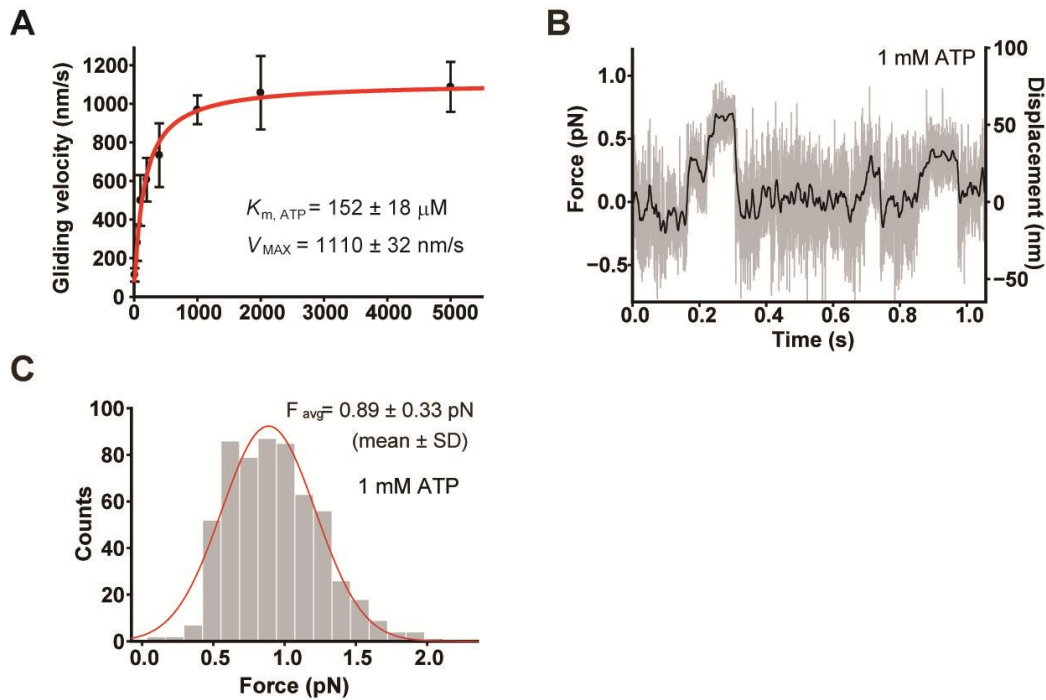 A
Gliding velocity (nm/s)
1200
1000
800
600
400
200
0
0 1000 2000 3000 4000 5000
K m, ATP = 152 ± 18 μM
V MAX = 1110 ± 32 nm/s
B
1 mM ATP
Force (pN)
1.0
0.5
0.0
−0.5
100
50
0
−50
Displacement (nm)
0.0 0.2 0.4 0.6 0.8 1.0
Time (s)
C
Counts
100
80
60
40
20
0
F avg= 0.89 ± 0.33 pN
(mean ± SD)
1 mM ATP
0.0 0.5 1.0 1.5 2.0
Force (pN)